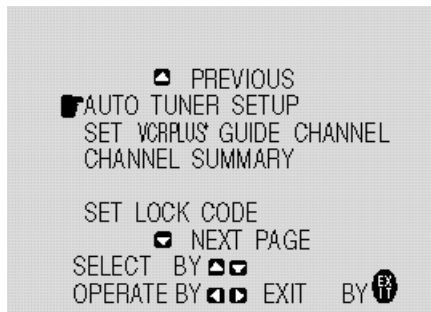 PREVIOUS
AUTO TUNER SETUP
SET VCRPLUS+ GUIDE CHANNEL
CHANNEL SUMMARY
SET LOCK CODE
NEXT PAGE
SELECT BY
OPERATE BY EXIT BY EXIT